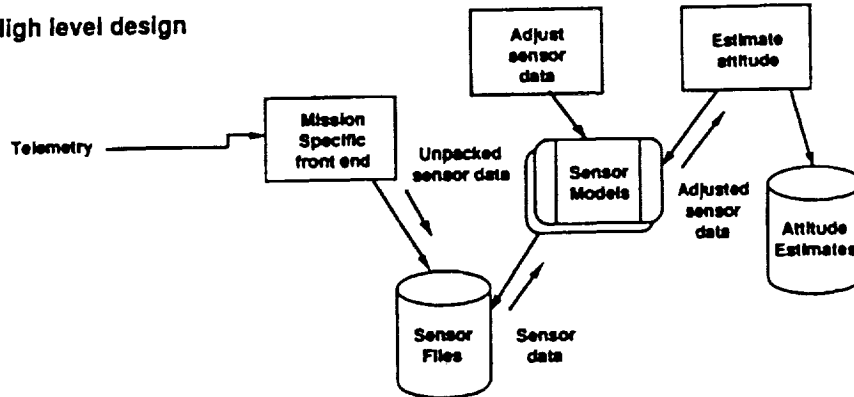 High level design
Adjust
sensor
data
Estimate
attitude
Telemetry
Mission
Specific
front end
Unpacked
sensor data
Sensor
Models
Adjusted
sensor
data
Attitude
Estimates
Sensor
Files
Sensor
data